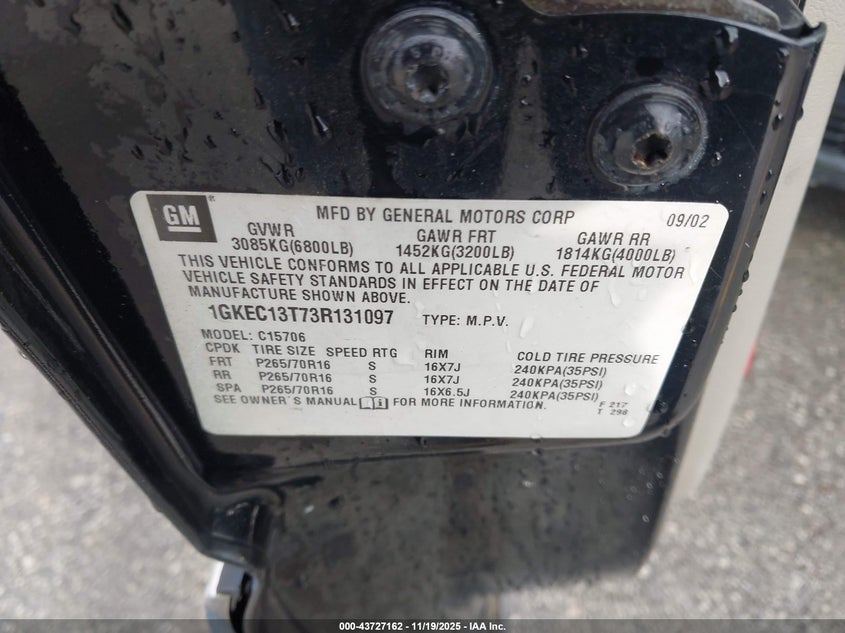 GM
MFD BY GENERAL MOTORS CORP 09/02
GVWR GAWR FRT GAWR RR
3085KG(6800LB) 1452KG(3200LB) 1814KG(4000LB)
THIS VEHICLE CONFORMS TO ALL APPLICABLE U.S. FEDERAL MOTOR
VEHICLE SAFETY STANDARDS IN EFFECT ON THE DATE OF
MANUFACTURE SHOWN ABOVE.
1GKEC13T73R131097 TYPE: M.P.V.
MODEL: C15706
CPDK TIRE SIZE SPEED RTG RIM COLD TIRE PRESSURE
FRT P265/70R16 S 16X7J 240KPA(35PSI)
RR P265/70R16 S 16X7J 240KPA(35PSI)
SPA P265/70R16 S 16X6.5J 240KPA(35PSI)
SEE OWNER'S MANUAL FOR MORE INFORMATION.
F 217
T 298
000-43727162 - 11/19/2025 - IAA Inc.